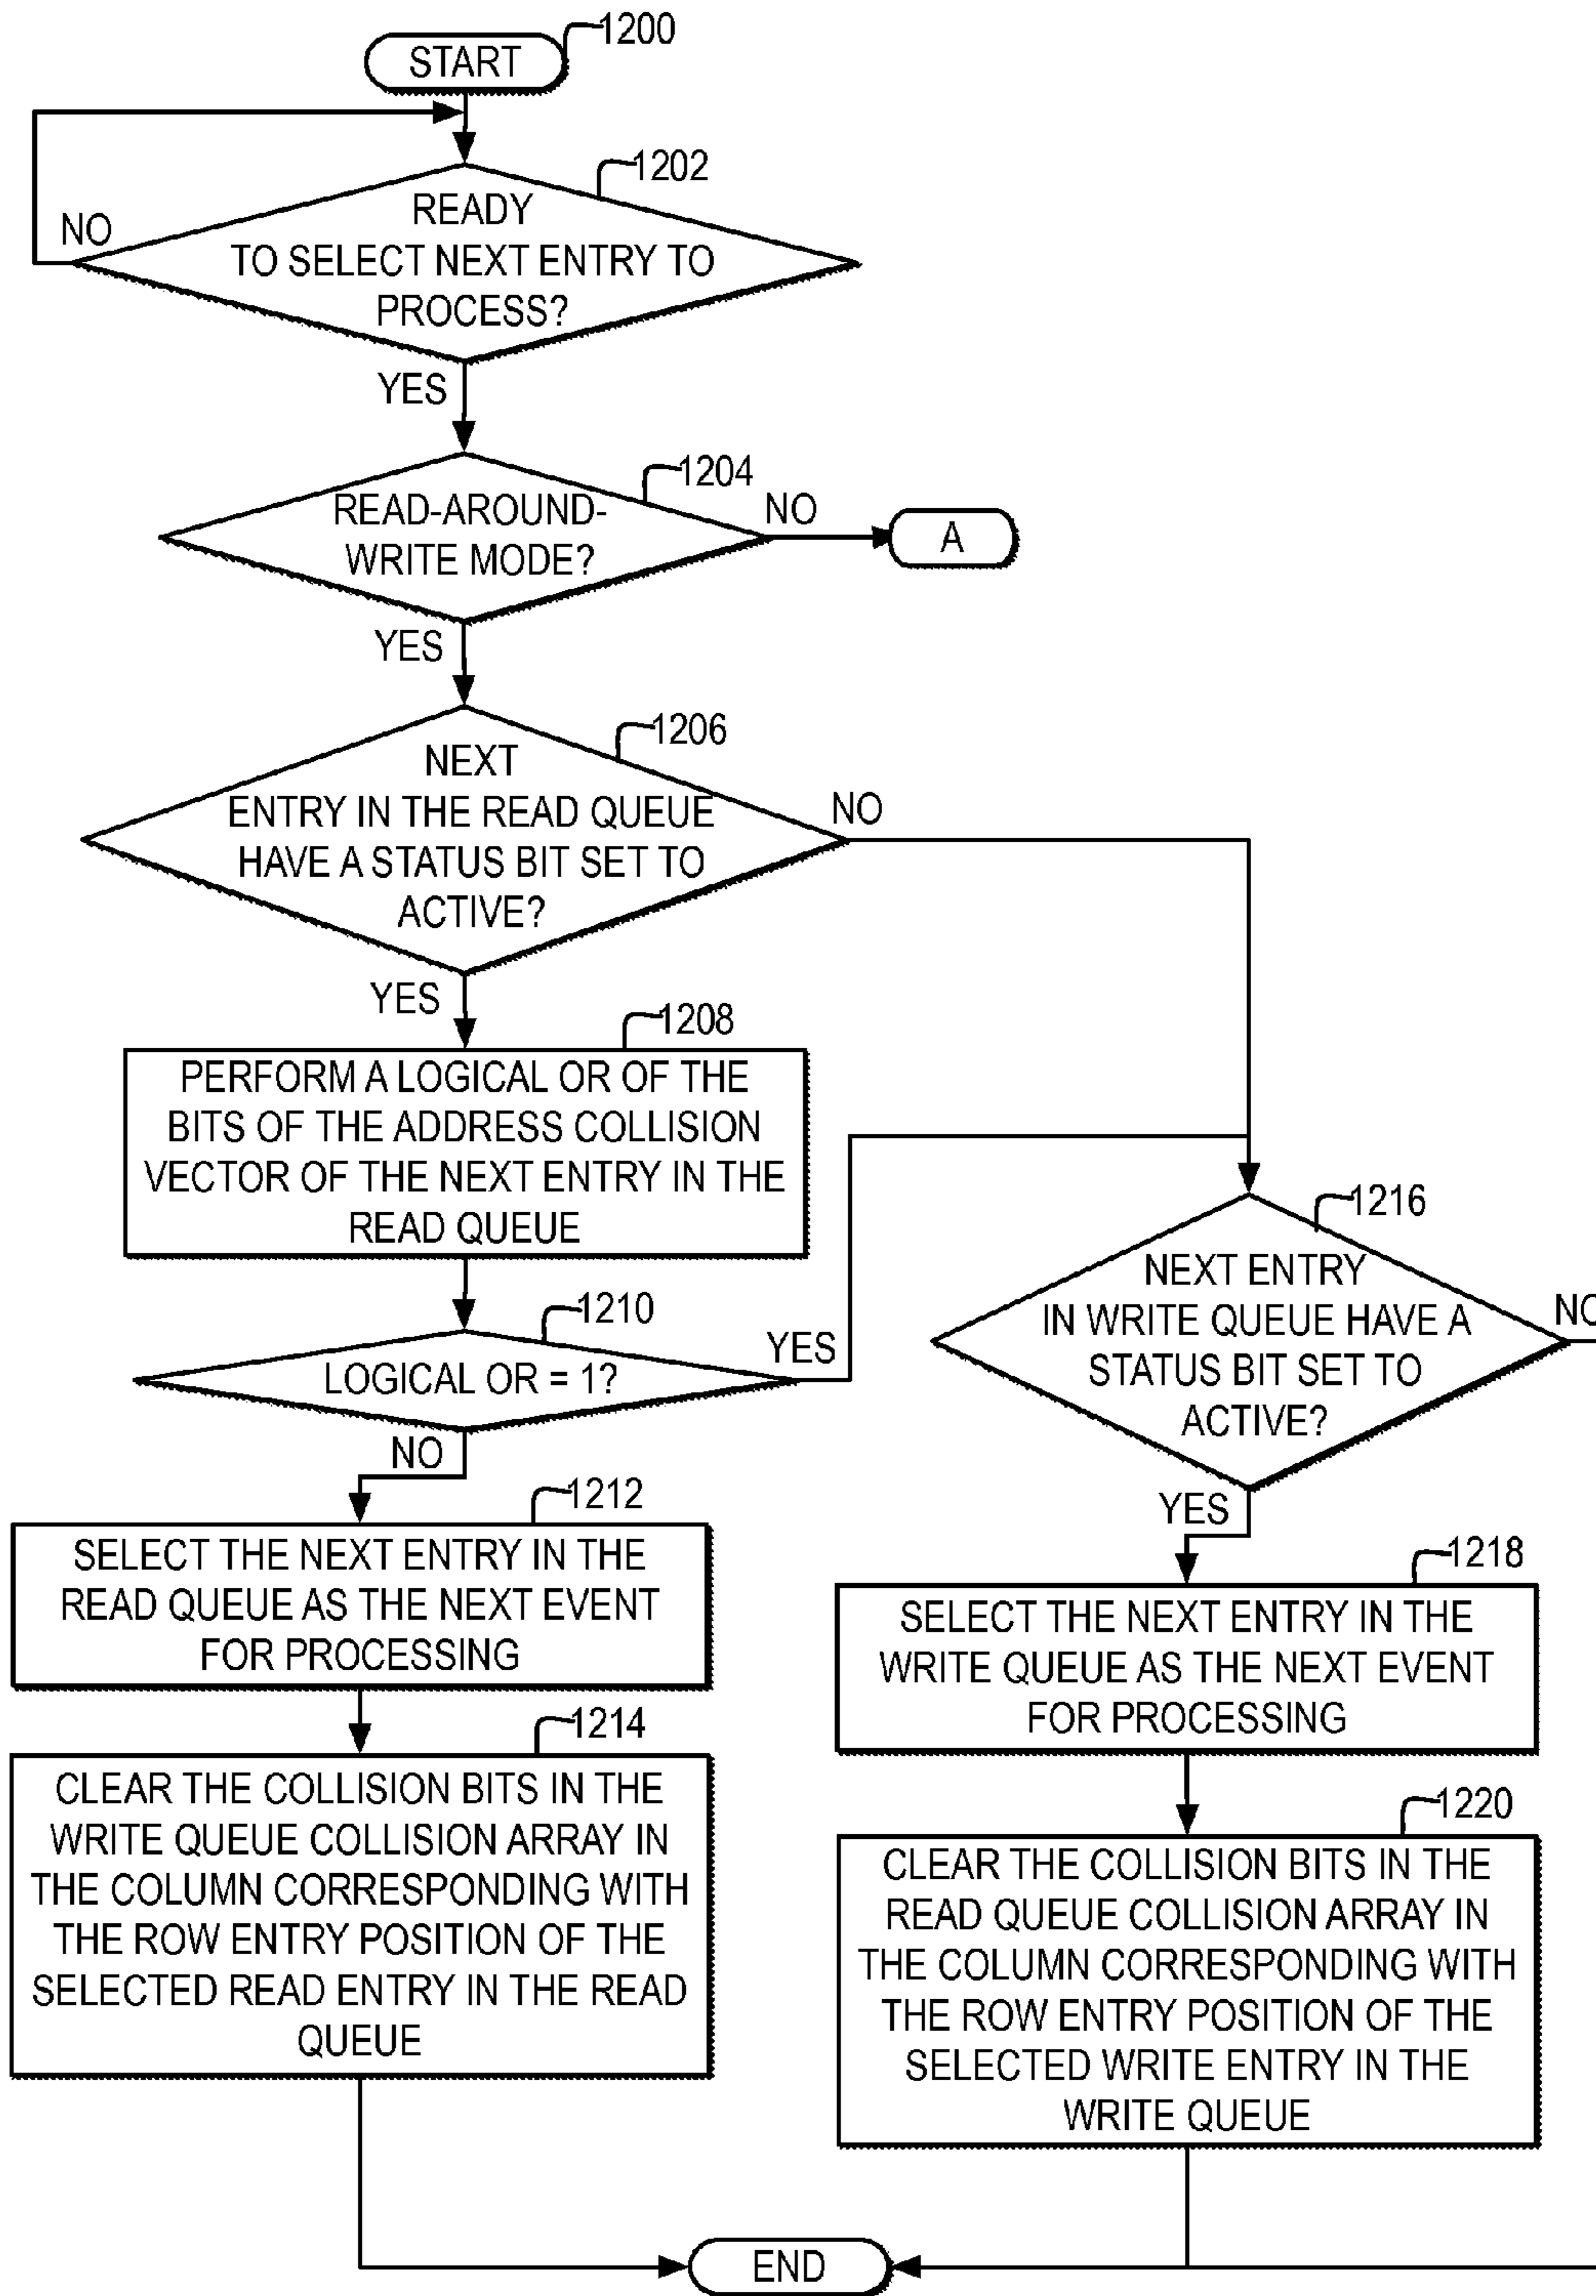 1200
START
1202
READY
TO SELECT NEXT ENTRY TO
PROCESS?
NO
YES
1204
READ-AROUND-
WRITE MODE?
NO
A
YES
1206
NEXT
ENTRY IN THE READ QUEUE
HAVE A STATUS BIT SET TO
ACTIVE?
NO
YES
1208
PERFORM A LOGICAL OR OF THE
BITS OF THE ADDRESS COLLISION
VECTOR OF THE NEXT ENTRY IN THE
READ QUEUE
1210
LOGICAL OR = 1?
YES
NO
1212
SELECT THE NEXT ENTRY IN THE
READ QUEUE AS THE NEXT EVENT
FOR PROCESSING
1214
CLEAR THE COLLISION BITS IN THE
WRITE QUEUE COLLISION ARRAY IN
THE COLUMN CORRESPONDING WITH
THE ROW ENTRY POSITION OF THE
SELECTED READ ENTRY IN THE READ
QUEUE
1216
NEXT ENTRY
IN WRITE QUEUE HAVE A
STATUS BIT SET TO
ACTIVE?
NO
YES
1218
SELECT THE NEXT ENTRY IN THE
WRITE QUEUE AS THE NEXT EVENT
FOR PROCESSING
1220
CLEAR THE COLLISION BITS IN THE
READ QUEUE COLLISION ARRAY IN
THE COLUMN CORRESPONDING WITH
THE ROW ENTRY POSITION OF THE
SELECTED WRITE ENTRY IN THE
WRITE QUEUE
END